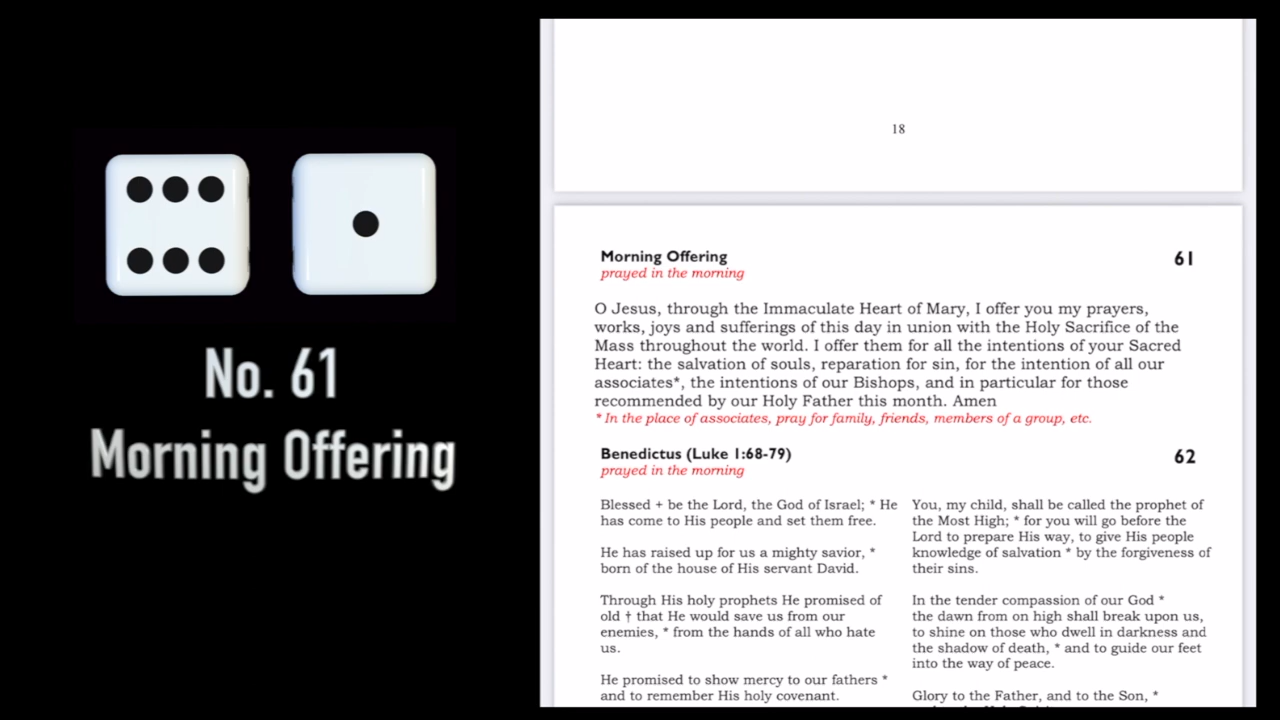 No. 61
Morning Offering
18
Morning Offering
61
prayed in the morning
O Jesus, through the Immaculate Heart of Mary, I offer you my prayers,
works, joys and sufferings of this day in union with the Holy Sacrifice of the
Mass throughout the world. I offer them for all the intentions of your Sacred
Heart: the salvation of souls, reparation for sin, for the intention of all our
associates*, the intentions of our Bishops, and in particular for those
recommended by our Holy Father this month. Amen
* In the place of associates, pray for family, friends, members of a group, etc.
Benedictus (Luke 1:68-79)
62
prayed in the morning
Blessed + be the Lord, the God of Israel; * He
has come to His people and set them free.
He has raised up for us a mighty savior, *
born of the house of His servant David.
Through His holy prophets He promised of
old † that He would save us from our
enemies, * from the hands of all who hate
us.
He promised to show mercy to our fathers *
and to remember His holy covenant.
You, my child, shall be called the prophet of
the Most High; * for you will go before the
Lord to prepare His way, to give His people
knowledge of salvation * by the forgiveness of
their sins.
In the tender compassion of our God *
the dawn from on high shall break upon us,
to shine on those who dwell in darkness and
the shadow of death, * and to guide our feet
into the way of peace.
Glory to the Father, and to the Son, *